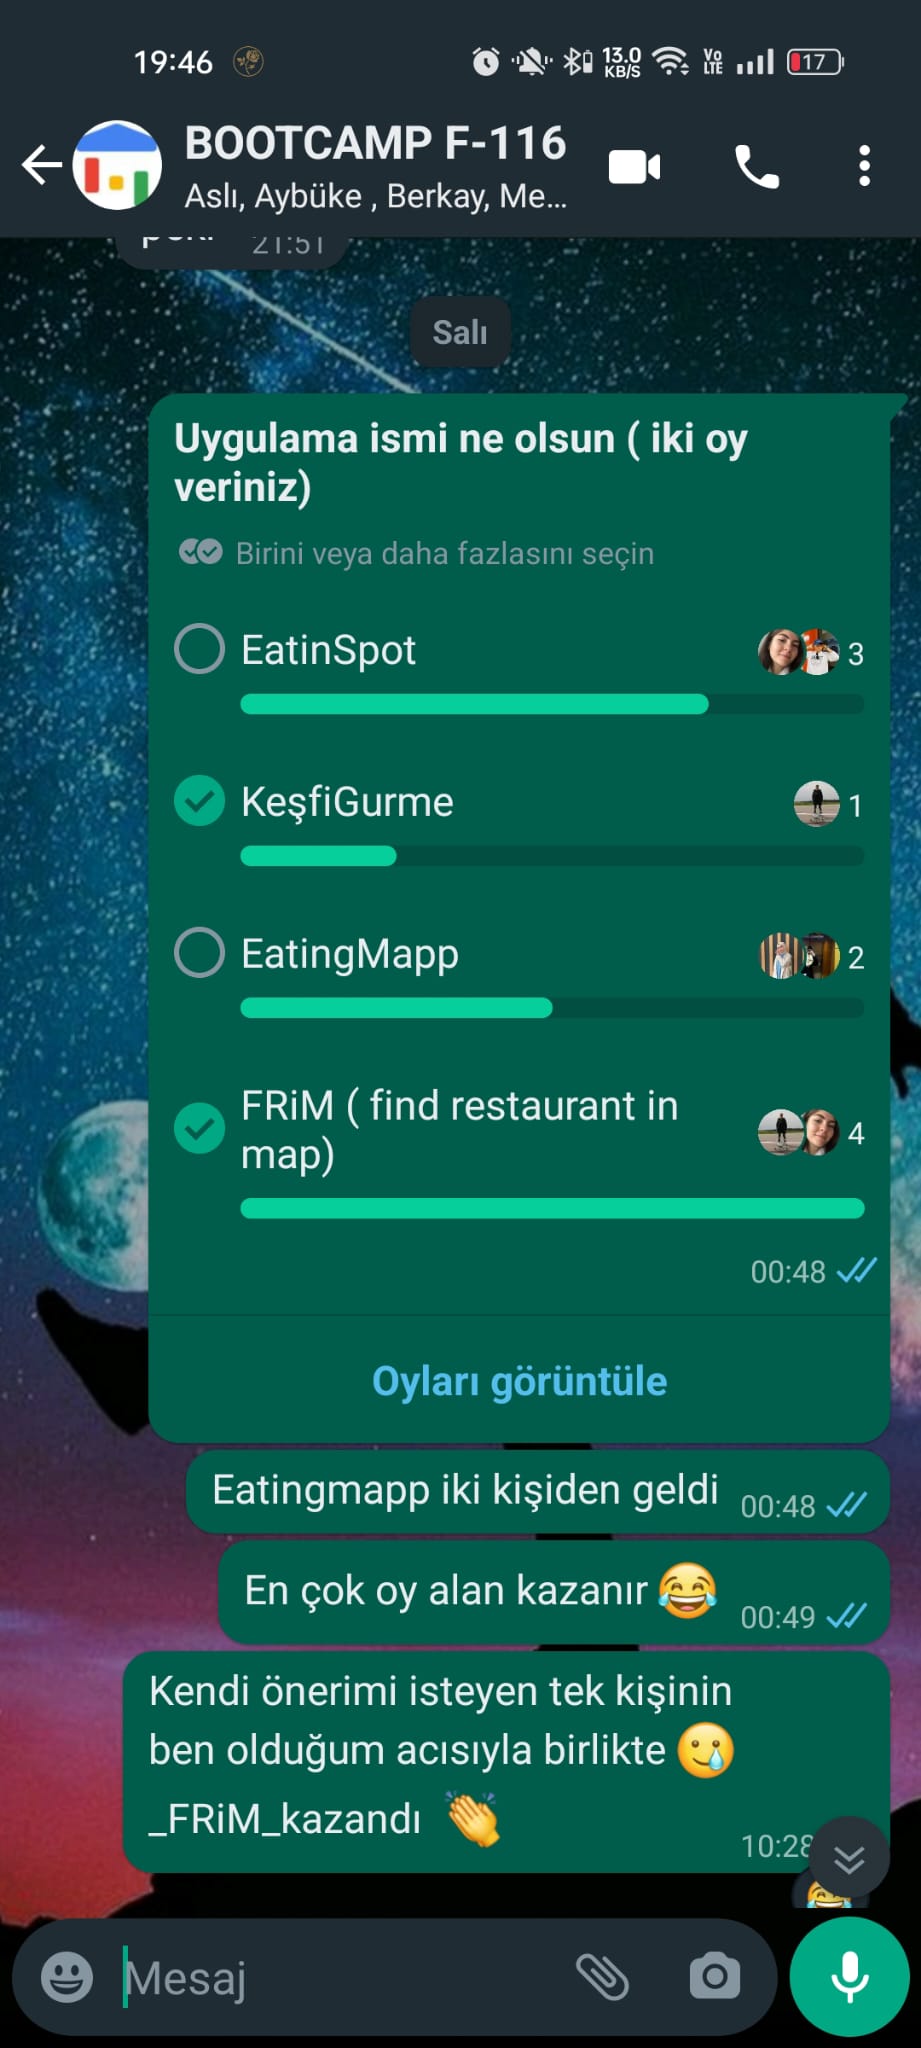 19:46
13.0
KB/S
Vo
LTE
17
BOOTCAMP F-116
Aslı, Aybüke , Berkay, Me...
21:51
Salı
Uygulama ismi ne olsun ( iki oy
veriniz)
Birini veya daha fazlasını seçin
EatinSpot
3
KeşfiGurme
1
EatingMapp
2
FRiM ( find restaurant in
map)
4
00:48
Oyları görüntüle
Eatingmapp iki kişiden geldi
00:48
En çok oy alan kazanır 😂
00:49
Kendi önerimi isteyen tek kişinin
ben olduğum acısıyla birlikte 🥲
_FRiM_kazandı 👏
10:28
Mesaj